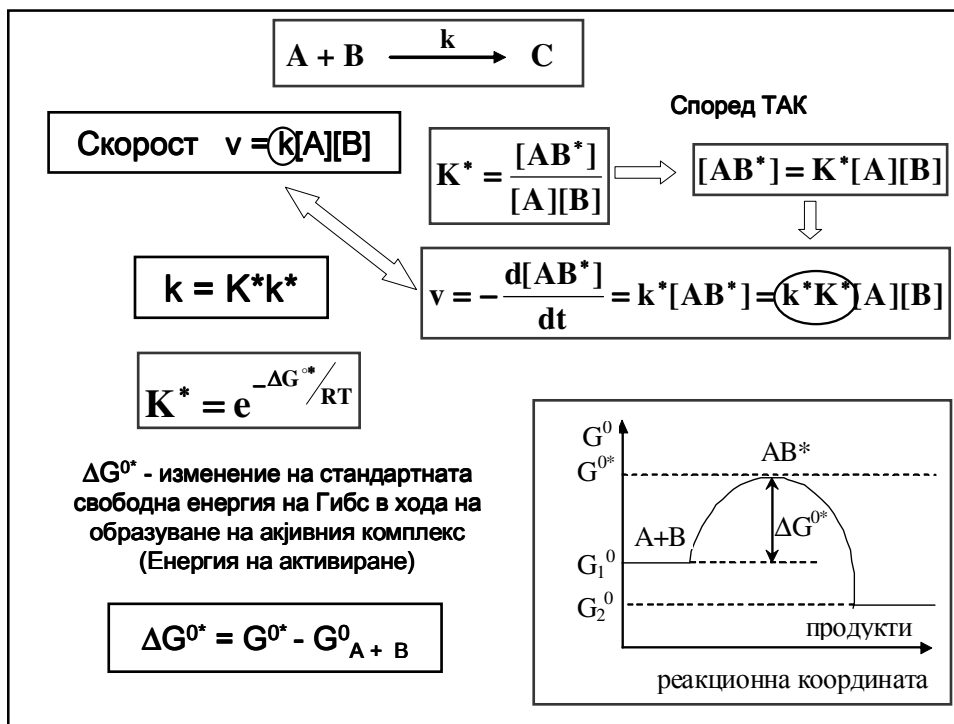 A + B k→ C
Според ТАК
Скорост v = k[A][B]
K* = [AB*] / [A][B]
[AB*] = K*[A][B]
k = K*k*
v = - d[AB*] / dt = k*[AB*] = k*K*[A][B]
K* = e^(-ΔG°*/RT)
ΔG⁰* - изменение на стандартната
свободна енергия на Гибс в хода на
образуване на акјивния комплекс
(Енергия на активиране)
ΔG⁰* = G⁰* - G⁰ A + B
G⁰
G⁰*
AB*
A+B
ΔG⁰*
G₁⁰
G₂⁰
продукти
реакционна координата